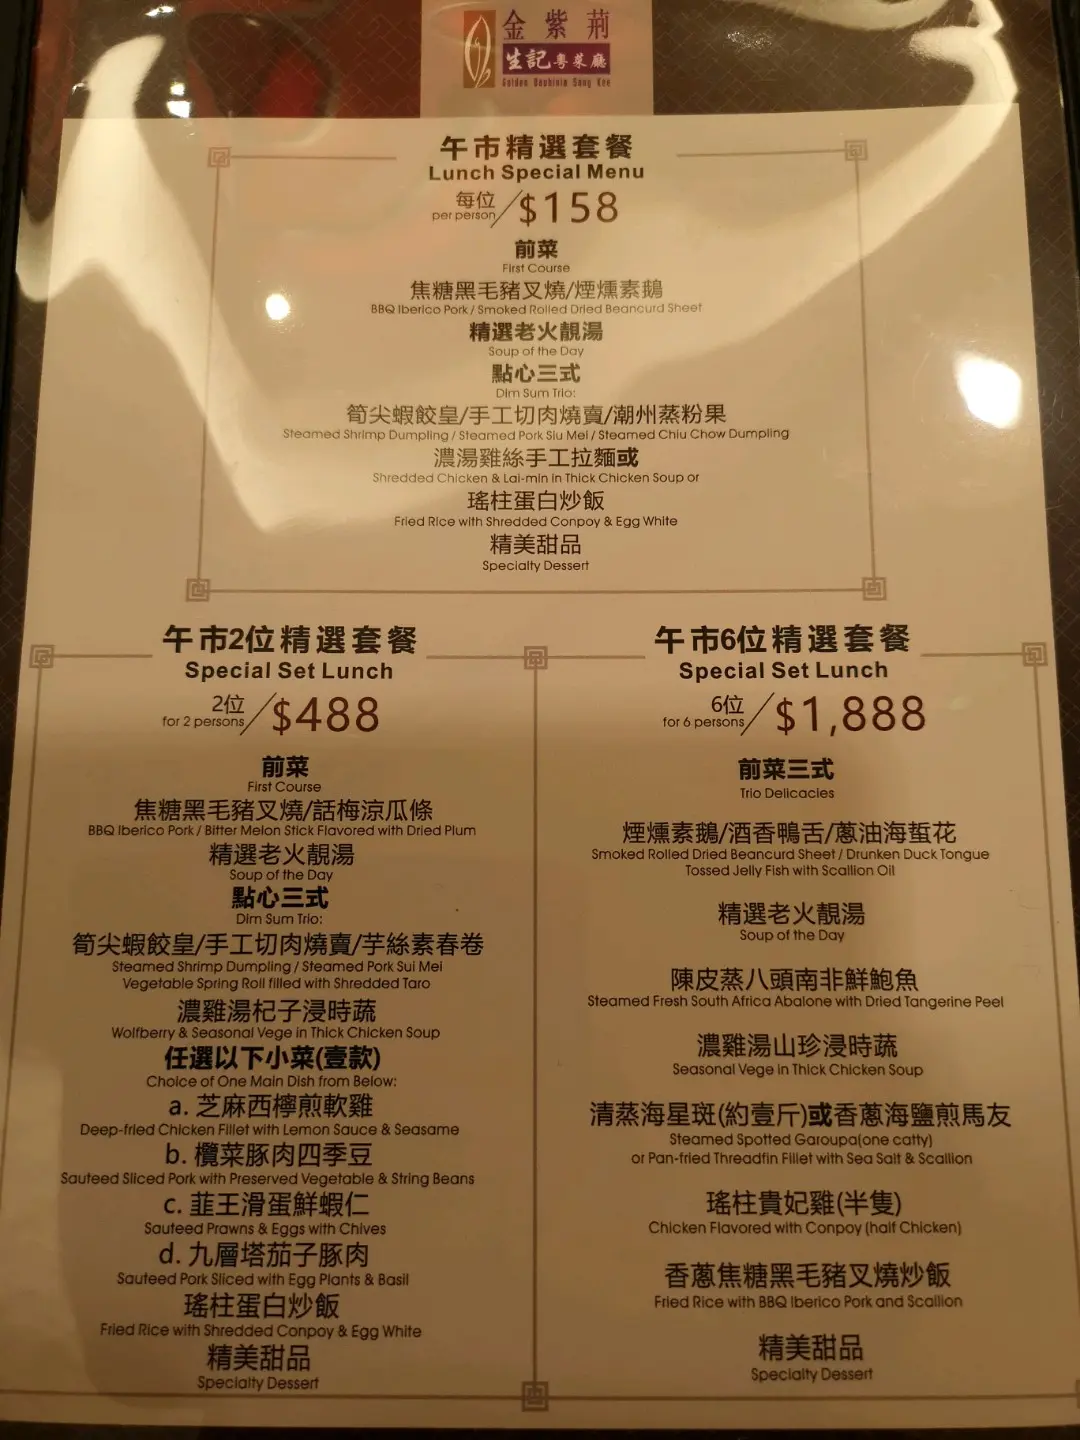 金紫荊
生記粵菜廳
Golden Bauhinia Sang Kee
午市精選套餐
Lunch Special Menu
每位
per person
$158
前菜
First Course
焦糖黑毛豬叉燒/煙燻素鵝
BBQ Iberico Pork / Smoked Rolled Dried Beancurd Sheet
精選老火靚湯
Soup of the Day
點心三式
Dim Sum Trio:
筍尖蝦餃皇/手工切肉燒賣/潮州蒸粉果
Steamed Shrimp Dumpling / Steamed Pork Siu Mei / Steamed Chiu Chow Dumpling
濃湯雞絲手工拉麵或
Shredded Chicken & Lai-min in Thick Chicken Soup or
瑤柱蛋白炒飯
Fried Rice with Shredded Conpoy & Egg White
精美甜品
Specialty Dessert
午市2位精選套餐
Special Set Lunch
2位
for 2 persons
$488
前菜
First Course
焦糖黑毛豬叉燒/話梅涼瓜條
BBQ Iberico Pork / Bitter Melon Stick Flavored with Dried Plum
精選老火靚湯
Soup of the Day
點心三式
Dim Sum Trio:
筍尖蝦餃皇/手工切肉燒賣/芋絲素春卷
Steamed Shrimp Dumpling / Steamed Pork Sui Mei
Vegetable Spring Roll filled with Shredded Taro
濃雞湯杞子浸時蔬
Wolfberry & Seasonal Vege in Thick Chicken Soup
任選以下小菜(壹款)
Choice of One Main Dish from Below:
a. 芝麻西檸煎軟雞
Deep-fried Chicken Fillet with Lemon Sauce & Seasame
b. 欖菜豚肉四季豆
Sauteed Sliced Pork with Preserved Vegetable & String Beans
c. 韮王滑蛋鮮蝦仁
Sauteed Prawns & Eggs with Chives
d. 九層塔茄子豚肉
Sauteed Pork Sliced with Egg Plants & Basil
瑤柱蛋白炒飯
Fried Rice with Shredded Conpoy & Egg White
精美甜品
Specialty Dessert
午市6位精選套餐
Special Set Lunch
6位
for 6 persons
$1,888
前菜三式
Trio Delicacies
煙燻素鵝/酒香鴨舌/蔥油海蜇花
Smoked Rolled Dried Beancurd Sheet / Drunken Duck Tongue
Tossed Jelly Fish with Scallion Oil
精選老火靚湯
Soup of the Day
陳皮蒸八頭南非鮮鮑魚
Steamed Fresh South Africa Abalone with Dried Tangerine Peel
濃雞湯山珍浸時蔬
Seasonal Vege in Thick Chicken Soup
清蒸海星斑(約壹斤)或香蔥海鹽煎馬友
Steamed Spotted Garoupa(one catty)
or Pan-fried Threadfin Fillet with Sea Salt & Scallion
瑤柱貴妃雞(半隻)
Chicken Flavored with Conpoy (half Chicken)
香蔥焦糖黑毛豬叉燒炒飯
Fried Rice with BBQ Iberico Pork and Scallion
精美甜品
Specialty Dessert